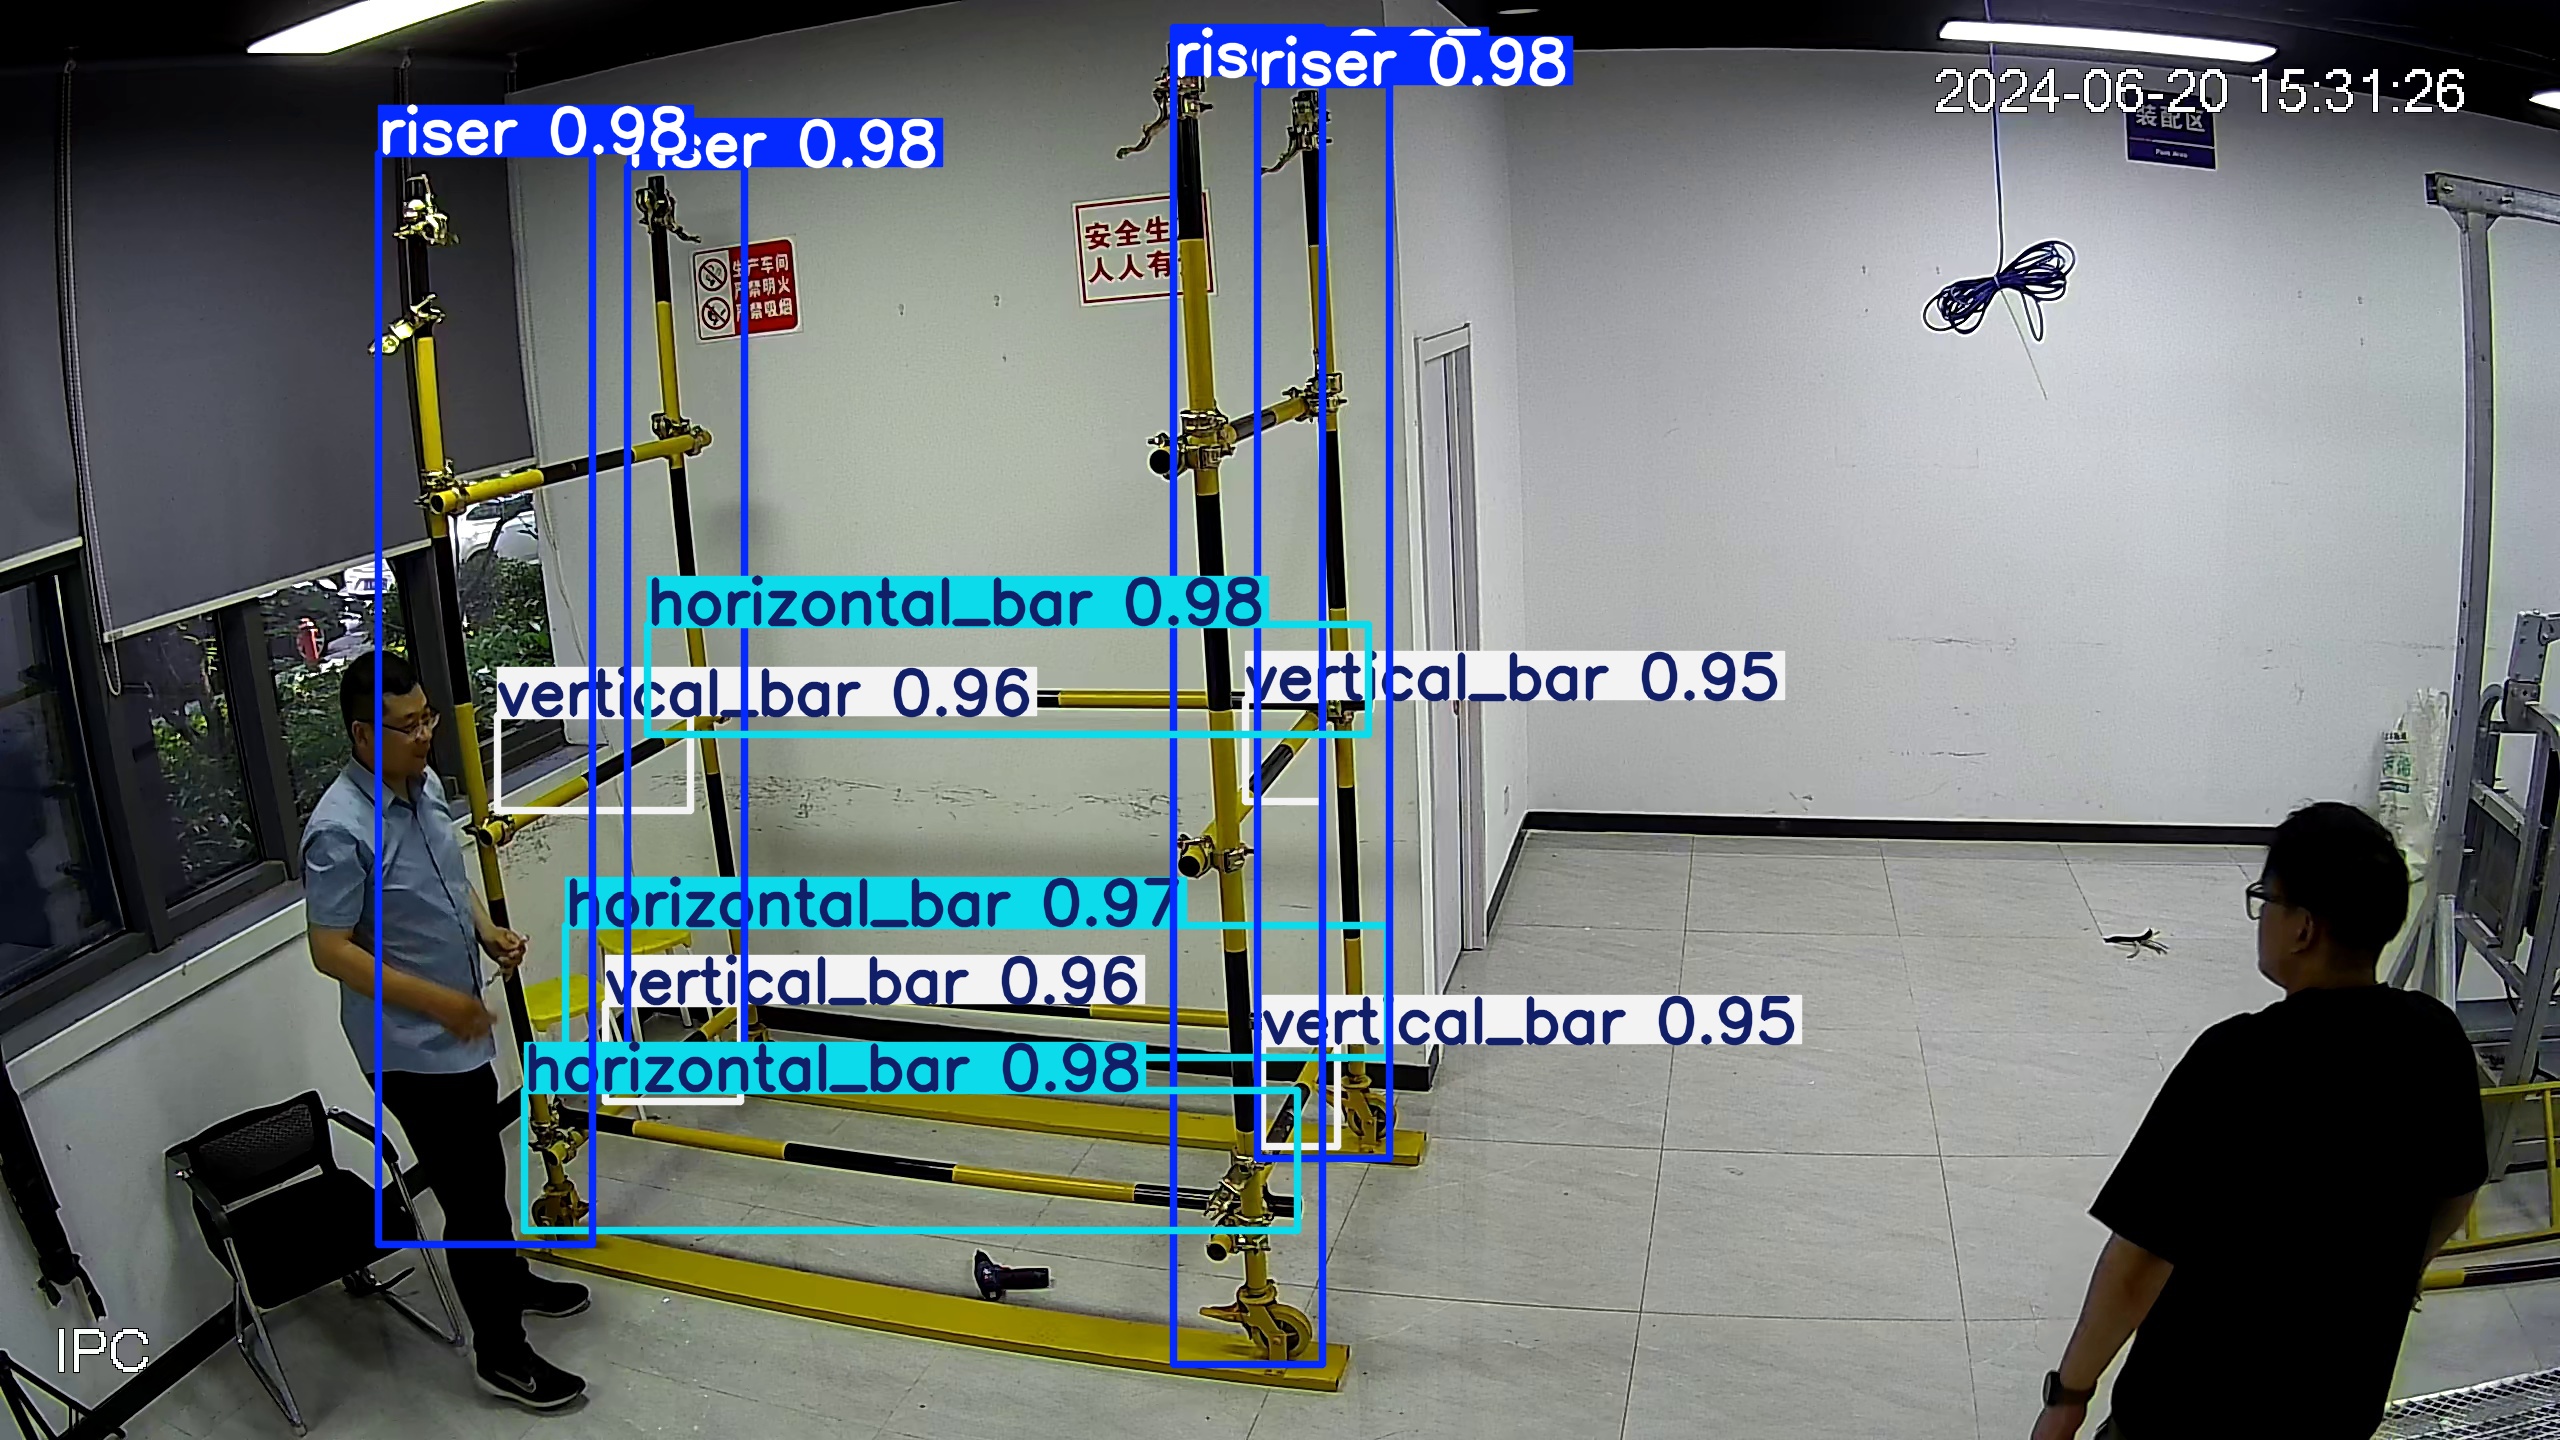 riser 0.98
riser 0.98
2024-06-20 15:31:26
装配区
riser 0.98
0.98
安全生
人人有
生产车间
严禁明火
严禁吸烟
horizontal_bar 0.98
vertical_bar 0.96
vertical_bar 0.95
horizontal_bar 0.97
vertical_bar 0.96
vertical_bar 0.95
horizontal_bar 0.98
IPC